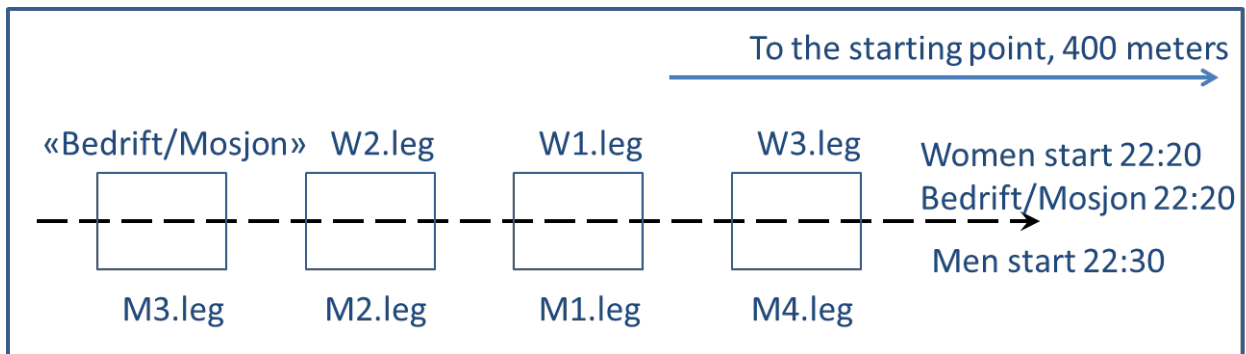 To the starting point, 400 meters
«Bedrift/Mosjon» W2.leg W1.leg W3.leg
Women start 22:20
Bedrift/Mosjon 22:20
Men start 22:30
M3.leg M2.leg M1.leg M4.leg